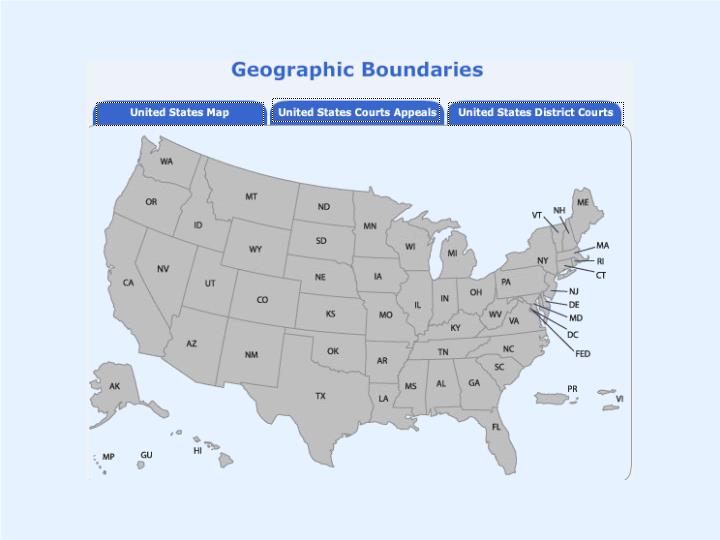 Geographic Boundaries
United States Map
United States Courts Appeals
United States District Courts
WA
MT
ND
MN
OR
ID
SD
WI
MI
ME
NH
VT
MA
NY
RI
CT
WY
NV
UT
CA
CO
NE
IA
IL
IN
OH
PA
NJ
DE
MD
DC
FED
KS
MO
KY
WV
VA
AZ
NM
OK
AR
TN
NC
SC
TX
LA
MS
AL
GA
FL
AK
PR
VI
MP
GU
HI